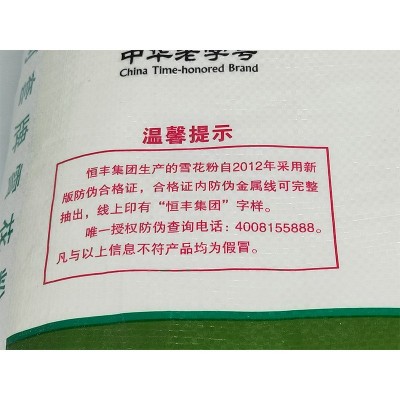 中华老字号
China Time-honored Brand
温馨提示
恒丰集团生产的雪花粉自2012年采用新
版防伪合格证，合格证内防伪金属线可完整
抽出，线上印有“恒丰集团”字样。
唯一授权防伪查询电话：4008155888。
凡与以上信息不符产品均为假冒。